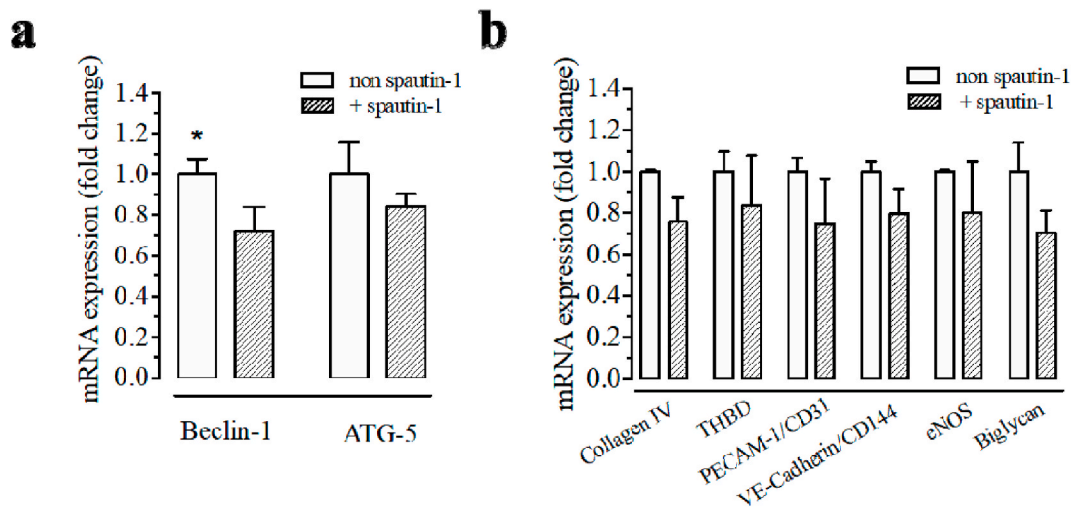 a
non spautin-1
+ spautin-1
mRNA expression (fold change)
1.4
1.2
1.0
0.8
0.6
0.4
0.2
0.0
*
Beclin-1
ATG-5
b
non spautin-1
+ spautin-1
mRNA expression (fold change)
1.4
1.2
1.0
0.8
0.6
0.4
0.2
0.0
Collagen IV
THBD
PECAM-1/CD31
VE-Cadherin/CD144
eNOS
Biglycan